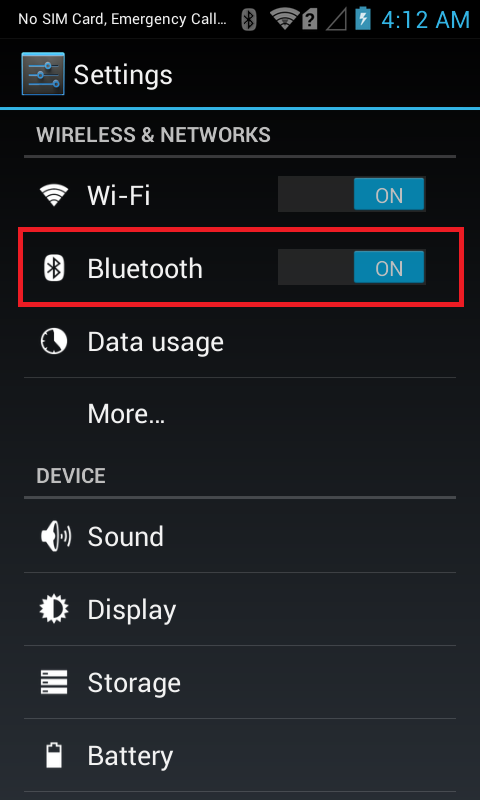 No SIM Card, Emergency Call... 4:12 AM
Settings
WIRELESS & NETWORKS
Wi-Fi ON
Bluetooth ON
Data usage
More...
DEVICE
Sound
Display
Storage
Battery